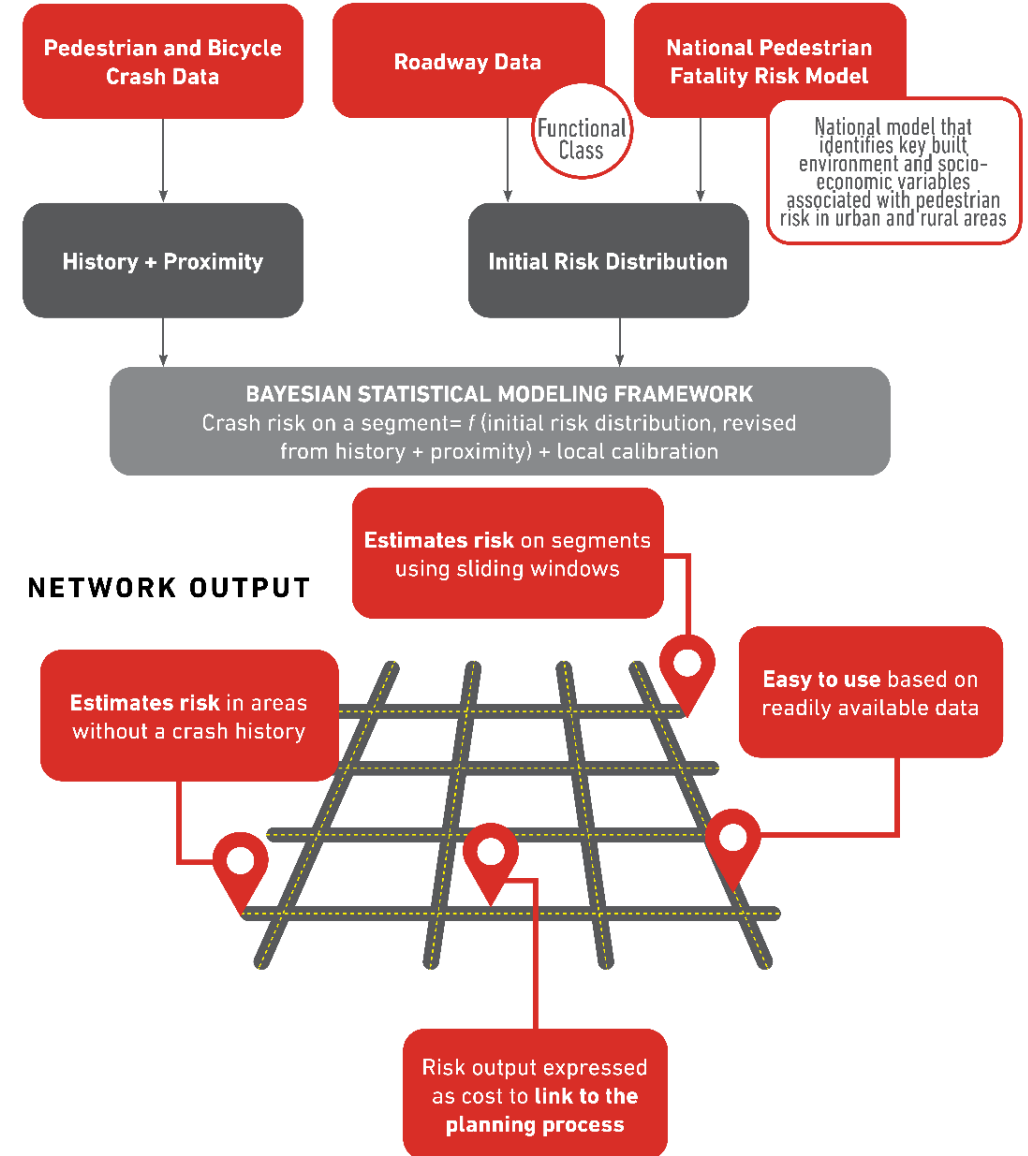 Pedestrian and Bicycle
Crash Data
Roadway Data
Functional
Class
National Pedestrian
Fatality Risk Model
National model that
identifies key built
environment and socio-
economic variables
associated with pedestrian
risk in urban and rural areas
History + Proximity
Initial Risk Distribution
BAYESIAN STATISTICAL MODELING FRAMEWORK
Crash risk on a segment= f (initial risk distribution, revised
from history + proximity) + local calibration
Estimates risk on segments
using sliding windows
NETWORK OUTPUT
Estimates risk in areas
without a crash history
Easy to use based on
readily available data
Risk output expressed
as cost to link to the
planning process